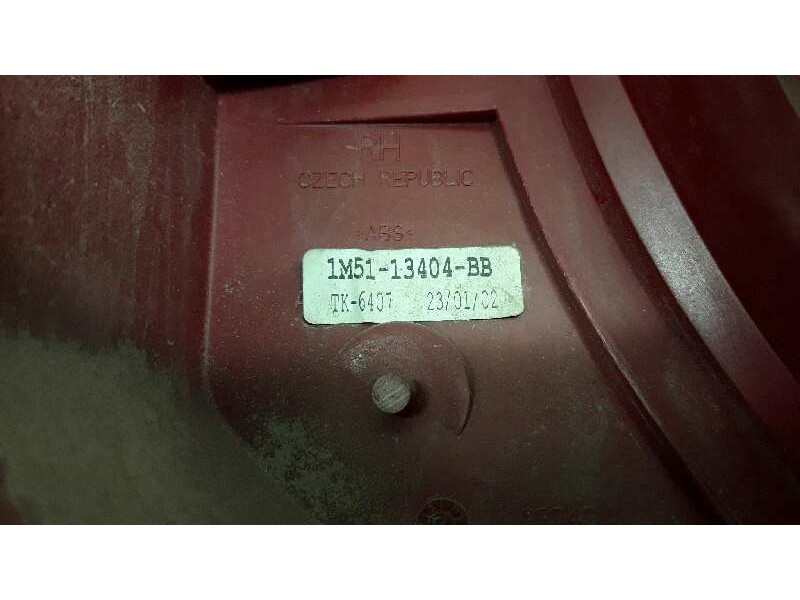 RH
CZECH REPUBLIC
>ABS<
1M51-13404-BB
TK-6407 23/01/02